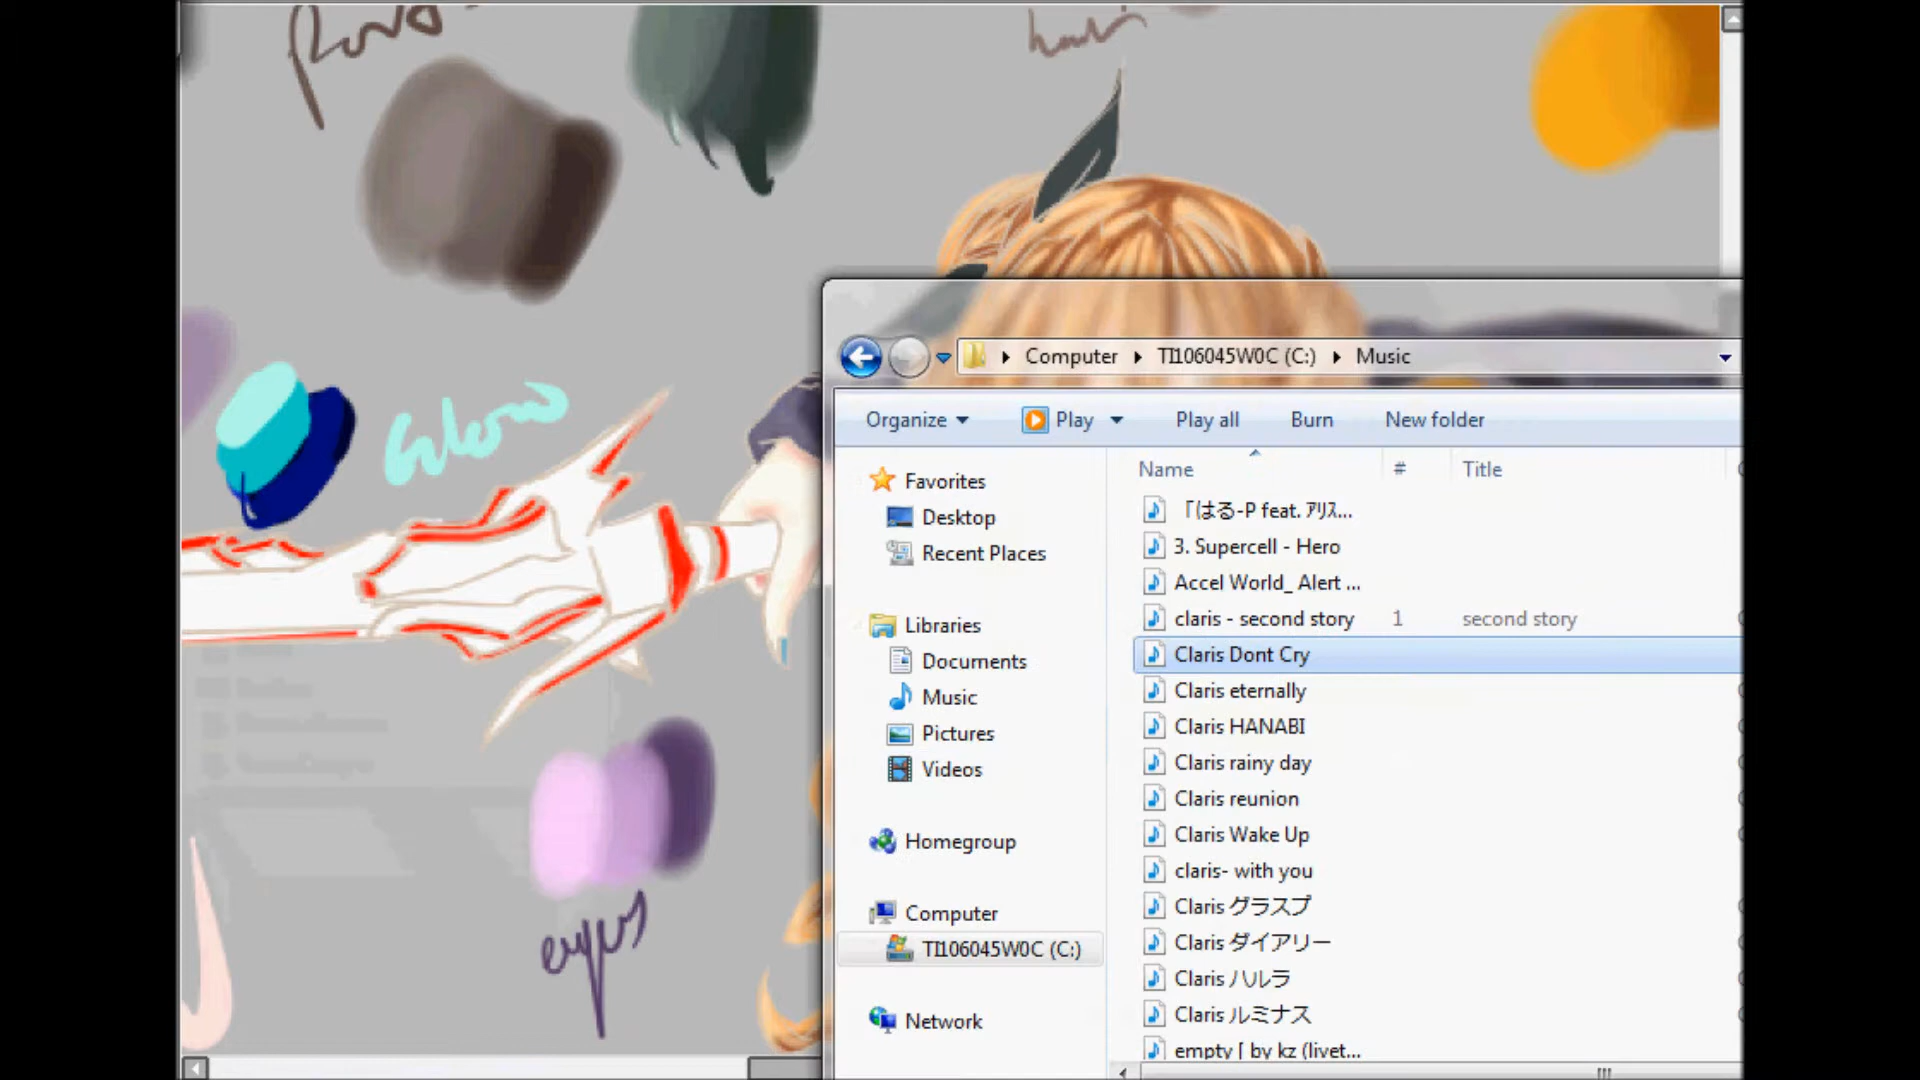 Computer ▸ TI106045W0C (C:) ▸ Music
Organize Play Play all Burn New folder
Name # Title
Favorites
Desktop
Recent Places
Libraries
Documents
Music
Pictures
Videos
Homegroup
Computer
TI106045W0C (C:)
Network
「はる-P feat. ｱﾘｽ...
3. Supercell - Hero
Accel World_ Alert ...
claris - second story 1 second story
Claris Dont Cry
Claris eternally
Claris HANABI
Claris rainy day
Claris reunion
Claris Wake Up
claris- with you
Claris グラスプ
Claris ダイアリー
Claris ハルラ
Claris ルミナス
empty [ by kz (livet...
Glow
eyes